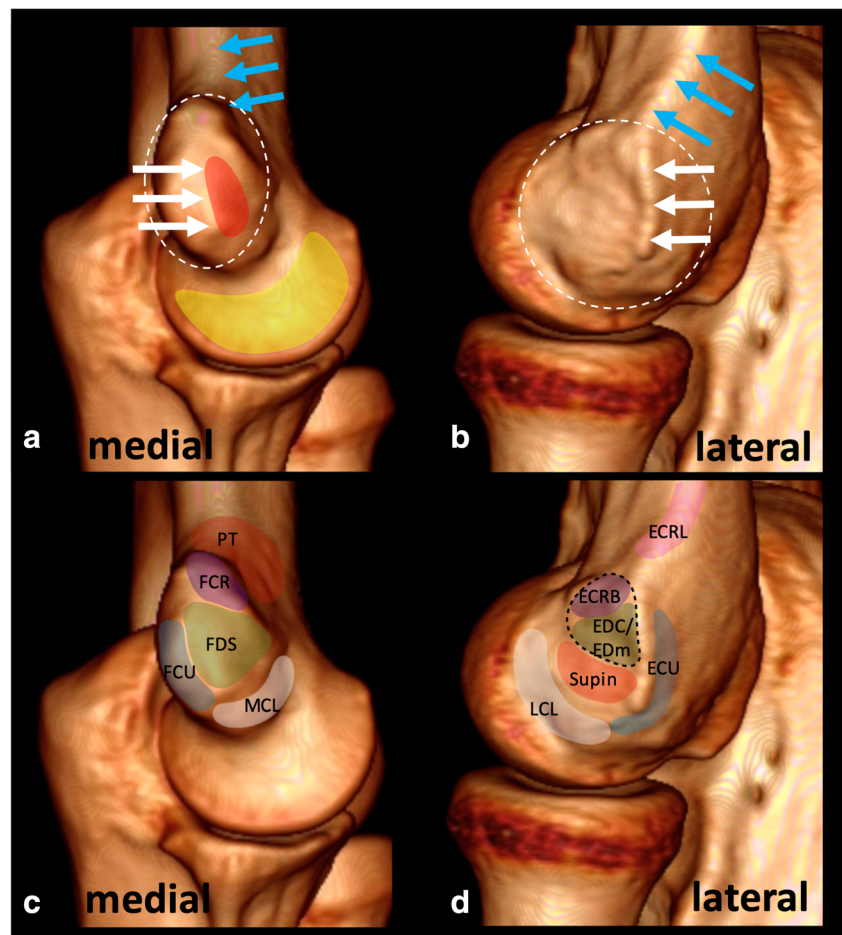 a
medial
b
lateral
PT
FCR
FDS
FCU
MCL
c
medial
ECRL
ECRB
EDC/
EDm
ECU
Supin
LCL
d
lateral